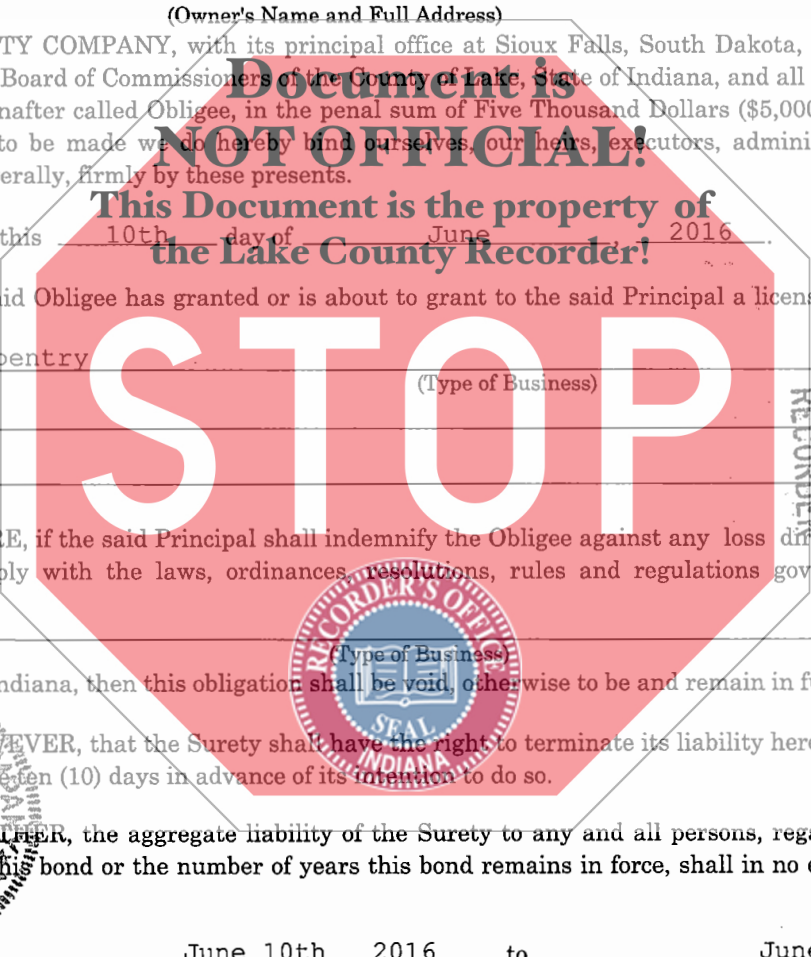 (Owner's Name and Full Address)
TY COMPANY, with its principal office at Sioux Falls, South Dakota,
Document is
Board of Commissioners of the County of Lake, State of Indiana, and all
nafter called Obligee, in the penal sum of Five Thousand Dollars ($5,000
NOT OFFICIAL!
to be made we do hereby bind ourselves, our heirs, executors, admini
erally, firmly by these presents.
This Document is the property of
this 10th day of June, 2016.
the Lake County Recorder!
id Obligee has granted or is about to grant to the said Principal a licens
STOP
pentry
(Type of Business)
RECORDER
RE, if the said Principal shall indemnify the Obligee against any loss di
ply with the laws, ordinances, resolutions, rules and regulations gov
RECORDER'S OFFICE
(Type of Business)
ndiana, then this obligation shall be void, otherwise to be and remain in fu
SEAL
INDIANA
VEVER, that the Surety shall have the right to terminate its liability here
e ten (10) days in advance of its intention to do so.
THER, the aggregate liability of the Surety to any and all persons, rega
his bond or the number of years this bond remains in force, shall in no
June 10th 2016 to June